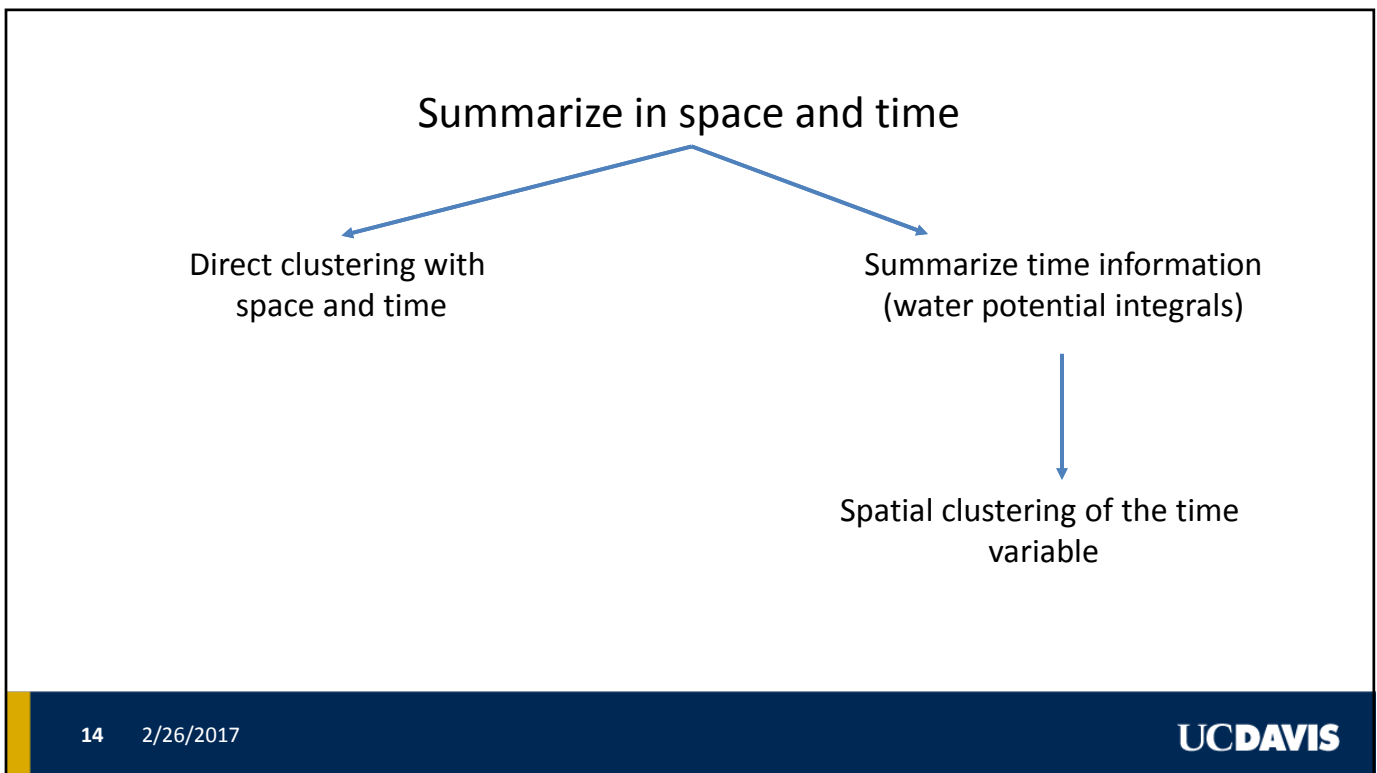 Summarize in space and time
Direct clustering with
space and time
Summarize time information
(water potential integrals)
Spatial clustering of the time
variable
14 2/26/2017
UCDAVIS